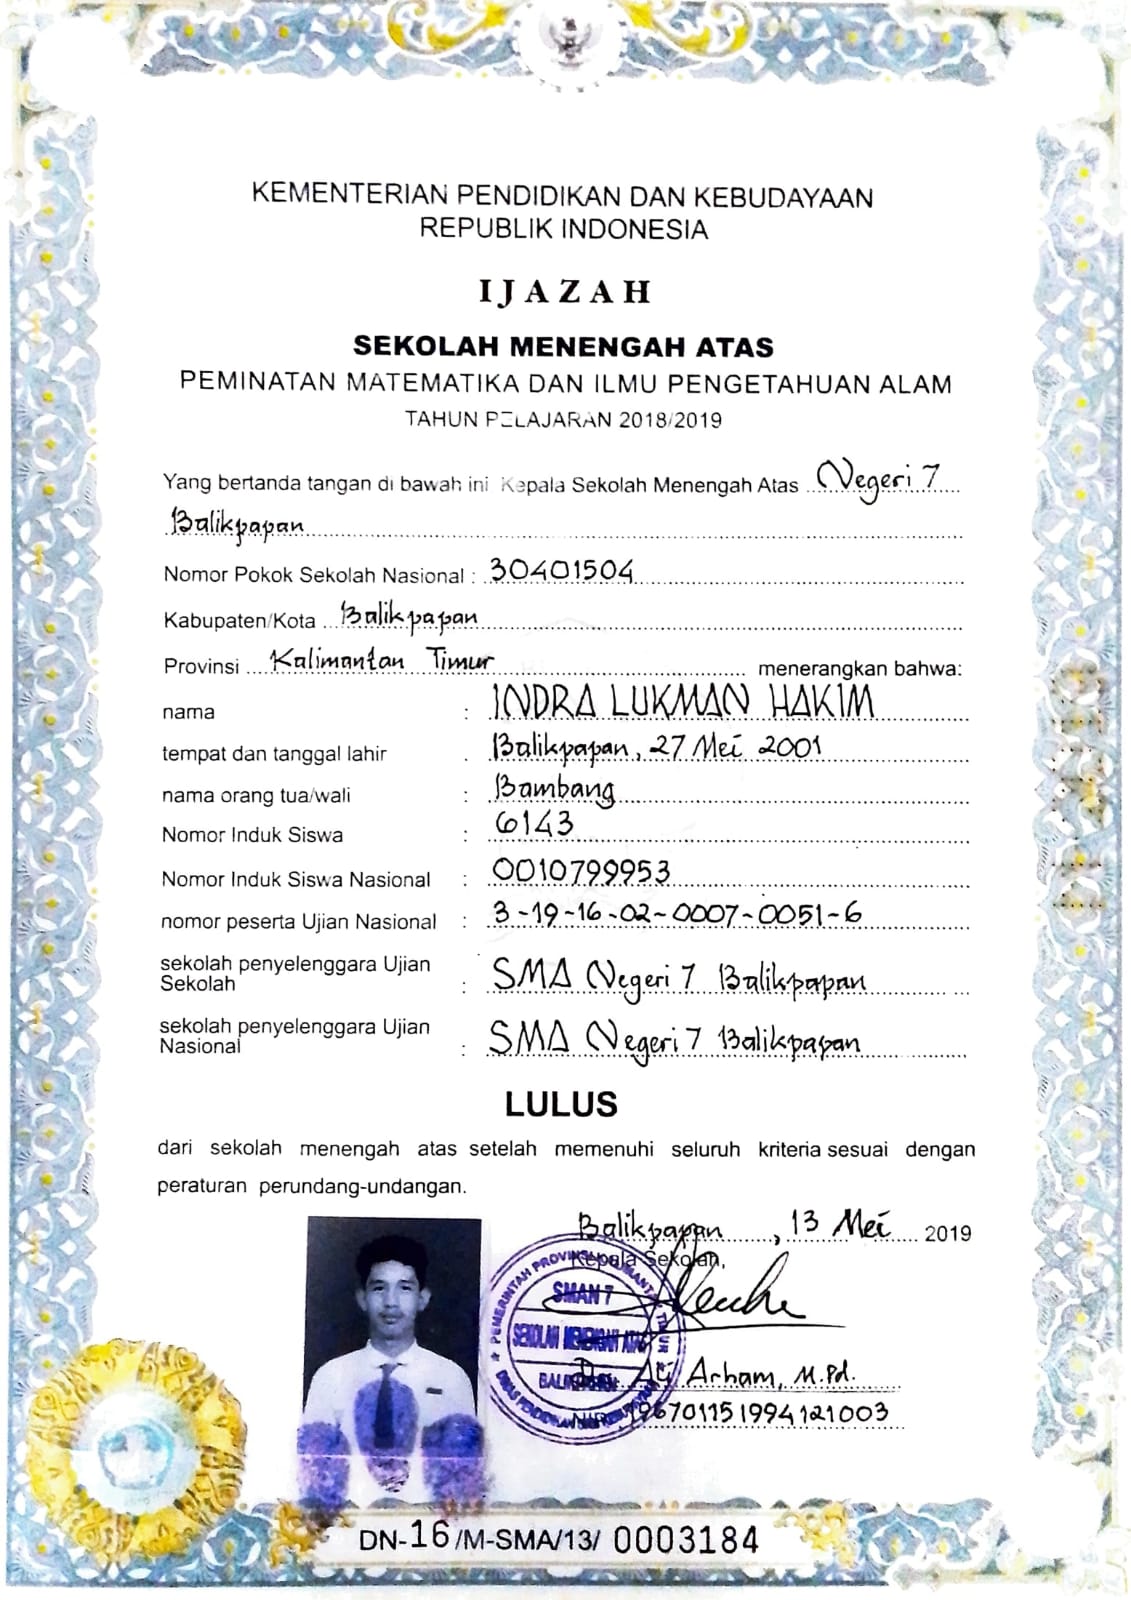 KEMENTERIAN PENDIDIKAN DAN KEBUDAYAAN
REPUBLIK INDONESIA
IJAZAH
SEKOLAH MENENGAH ATAS
PEMINATAN MATEMATIKA DAN ILMU PENGETAHUAN ALAM
TAHUN PELAJARAN 2018/2019
Yang bertanda tangan di bawah ini Kepala Sekolah Menengah Atas Negeri 7
Balikpapan
Nomor Pokok Sekolah Nasional : 30401504
Kabupaten/Kota Balikpapan
Provinsi Kalimantan Timur menerangkan bahwa:
nama : INDRA LUKMAN HAKIM
tempat dan tanggal lahir : Balikpapan, 27 Mei 2001
nama orang tua/wali : Bambang
Nomor Induk Siswa : 6143
Nomor Induk Siswa Nasional : 0010799953
nomor peserta Ujian Nasional : 3-19-16-02-0007-0051-6
sekolah penyelenggara Ujian
Sekolah : SMA Negeri 7 Balikpapan
sekolah penyelenggara Ujian
Nasional : SMA Negeri 7 Balikpapan
LULUS
dari sekolah menengah atas setelah memenuhi seluruh kriteria sesuai dengan
peraturan perundang-undangan.
Balikpapan, 13 Mei 2019
Kepala Sekolah,
PEMERINTAH PROVINSI KALIMANTAN TIMUR
SMAN 7
SEKOLAH MENENGAH ATAS
BALIKPAPAN
DINAS PENDIDIKAN DAN KEBUDAYAAN
Drs. Ali Arham, M.Pd.
NIP. 196701151994121003
DN-16/M-SMA/13/ 0003184